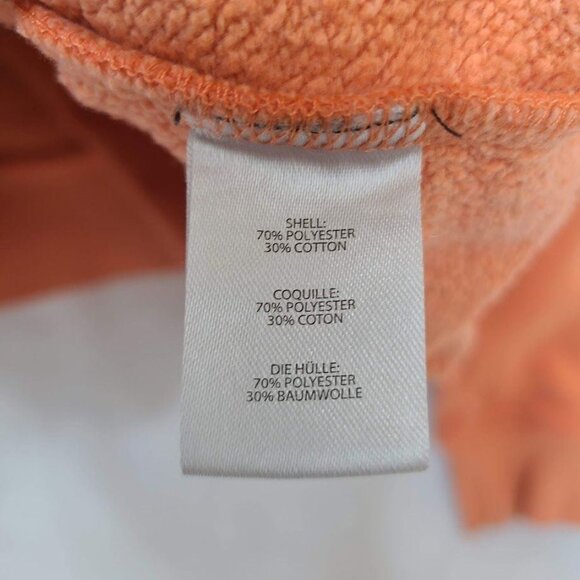 SHELL:
70% POLYESTER
30% COTTON
COQUILLE:
70% POLYESTER
30% COTON
DIE HÜLLE:
70% POLYESTER
30% BAUMWOLLE